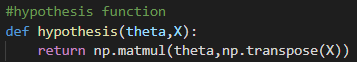 #hypothesis function
def hypothesis(theta,X):
    return np.matmul(theta,np.transpose(X))